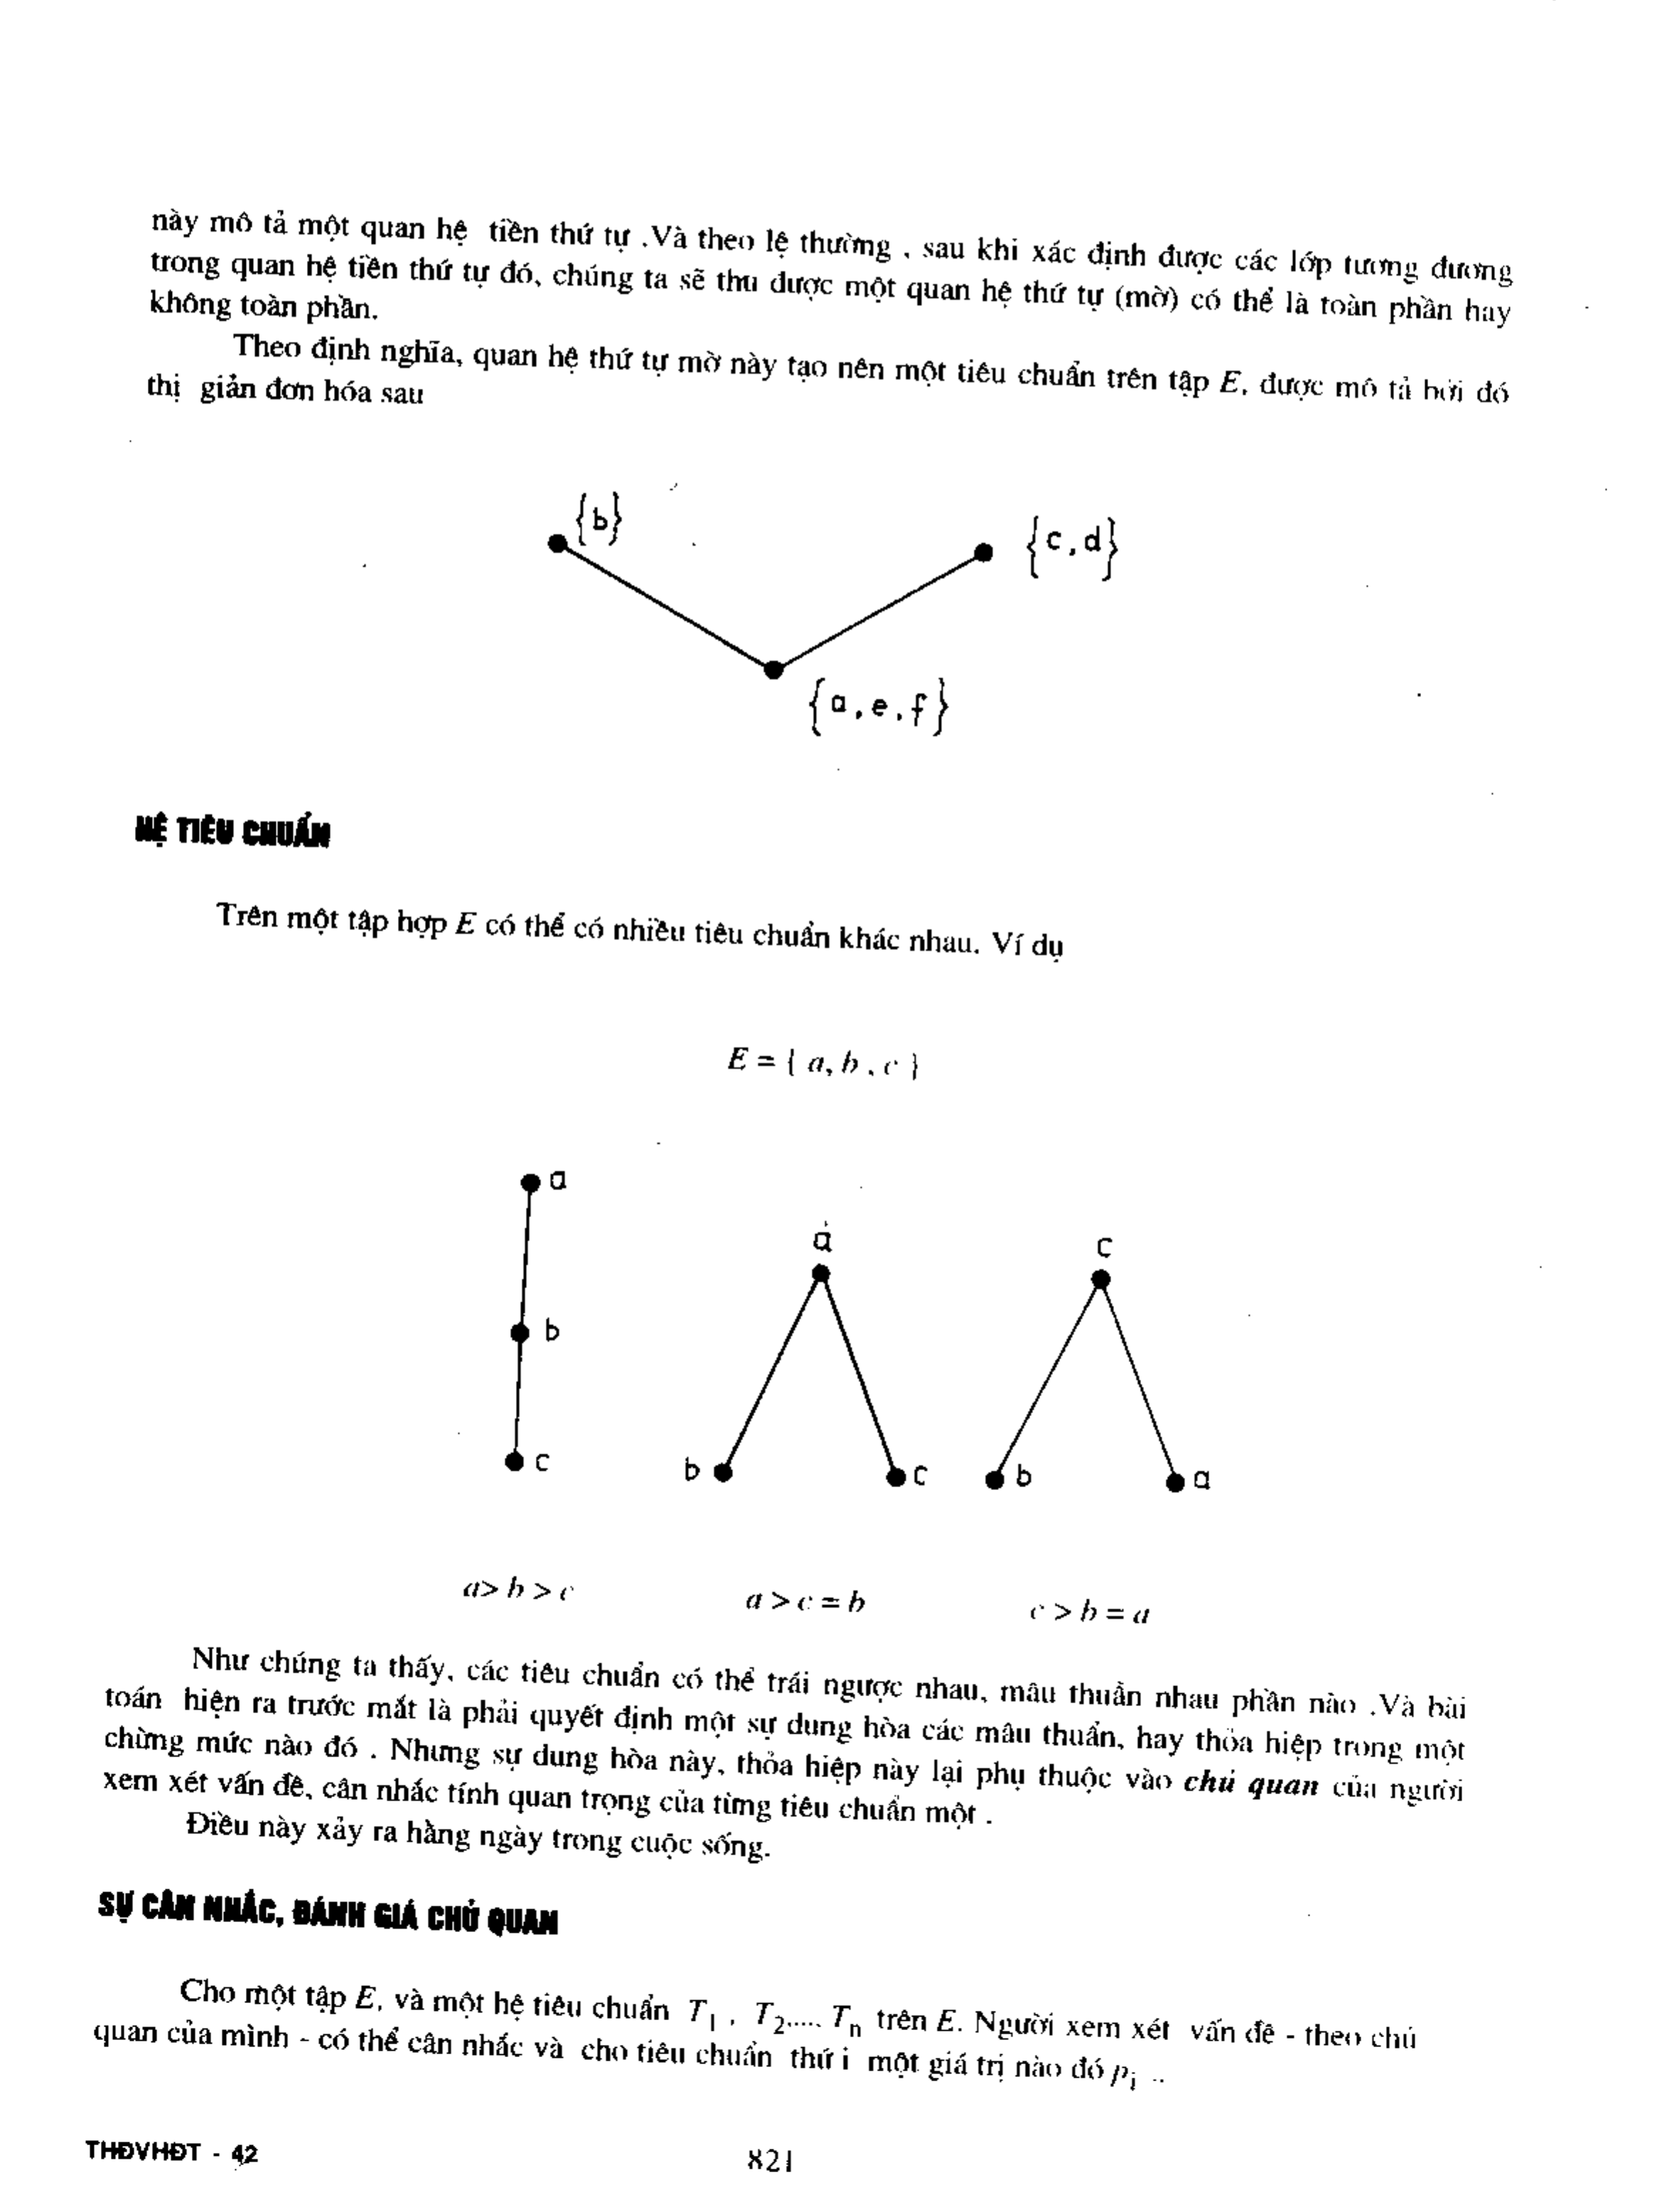 này mô tả một quan hệ tiền thứ tự .Và theo lệ thường , sau khi xác định được các lớp tương đương
trong quan hệ tiền thứ tự đó, chúng ta sẽ thu được một quan hệ thứ tự (mờ) có thể là toàn phần hay
không toàn phần.
Theo định nghĩa, quan hệ thứ tự mờ này tạo nên một tiêu chuẩn trên tập E, được mô tả bởi đồ
thị giản đơn hóa sau
{b}
{c,d}
{a,e,f}
HỆ TIÊU CHUẨN
Trên một tập hợp E có thể có nhiều tiêu chuẩn khác nhau. Ví dụ
E = { a, b , c }
a
a
c
b
c
b
c
b
a
a> b > c
a > c = b
c > b = a
Như chúng ta thấy, các tiêu chuẩn có thể trái ngược nhau, mâu thuẫn nhau phần nào .Và bài
toán hiện ra trước mắt là phải quyết định một sự dung hòa các mâu thuẩn, hay thỏa hiệp trong một
chừng mức nào đó . Nhưng sự dung hòa này, thỏa hiệp này lại phụ thuộc vào chủ quan của người
xem xét vấn đề, cân nhắc tính quan trọng của từng tiêu chuẩn một .
Điều này xảy ra hằng ngày trong cuộc sống.
SỰ CÂN NHẮC, ĐÁNH GIÁ CHỦ QUAN
Cho một tập E, và một hệ tiêu chuẩn T1 , T2..... Tn trên E. Người xem xét vấn đề - theo chủ
quan của mình - có thể cân nhắc và cho tiêu chuẩn thứ i một giá trị nào đó pi ..
THĐVHĐT - 42
821